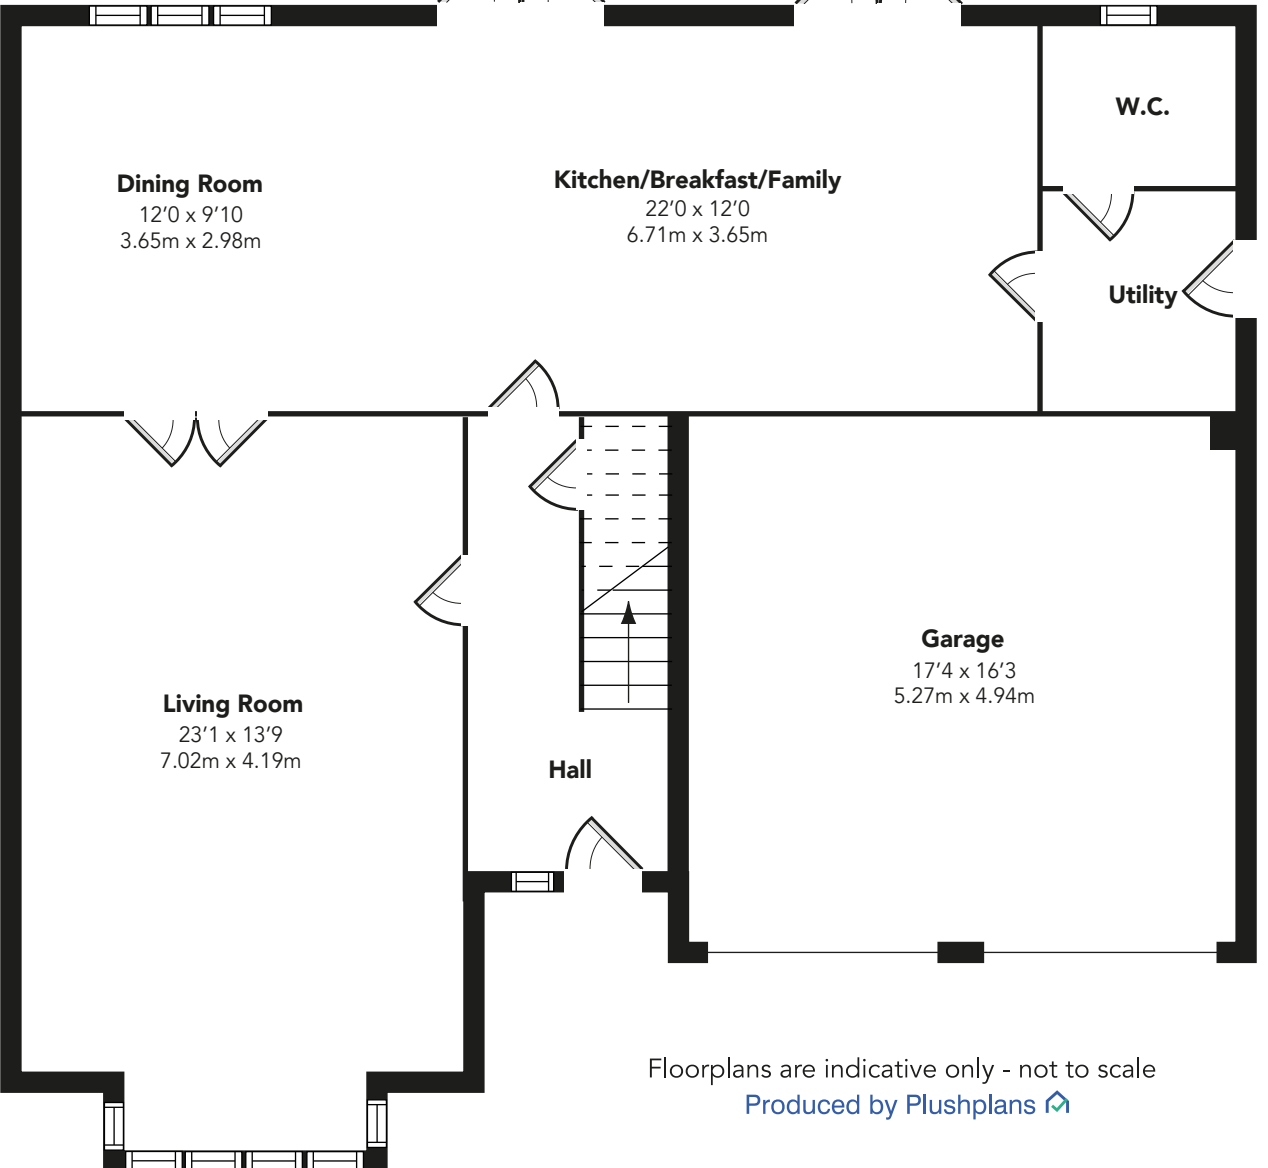 W.C.
Dining Room
12'0 x 9'10
3.65m x 2.98m
Kitchen/Breakfast/Family
22'0 x 12'0
6.71m x 3.65m
Utility
Garage
17'4 x 16'3
5.27m x 4.94m
Living Room
23'1 x 13'9
7.02m x 4.19m
Hall
Floorplans are indicative only - not to scale
Produced by Plushplans